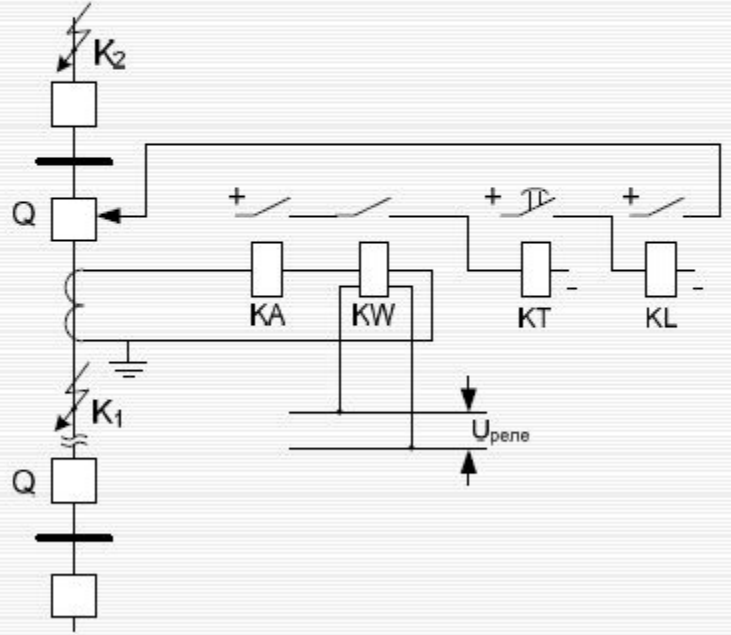 K₂
Q
+ + +
KA KW KT KL
- -
K₁
Uреле
Q